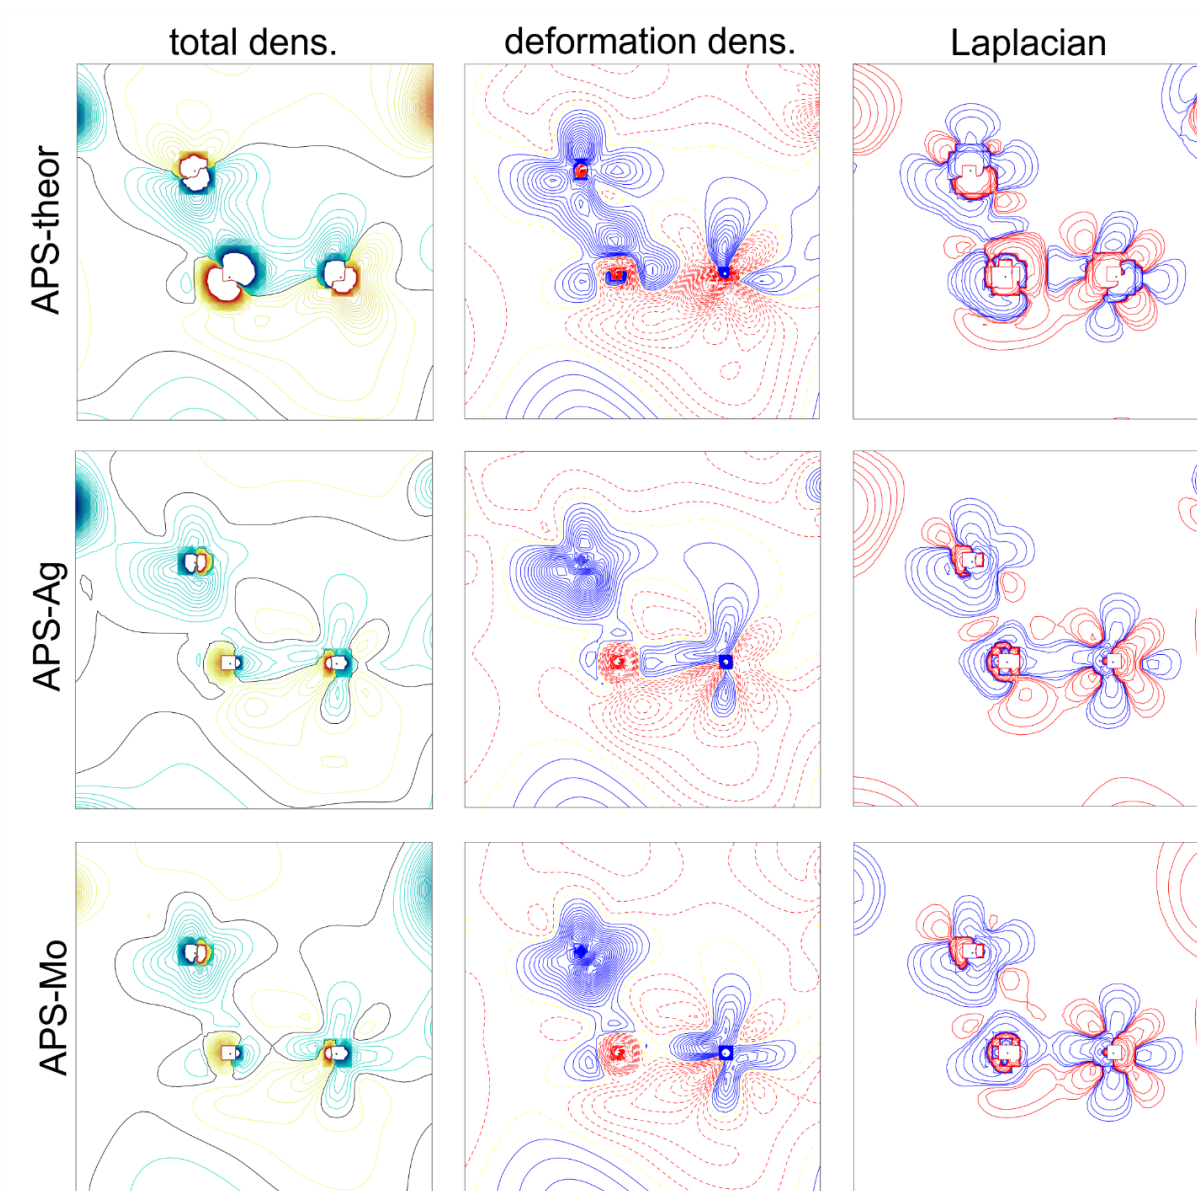 total dens.
deformation dens.
Laplacian
APS-theor
APS-Ag
APS-Mo